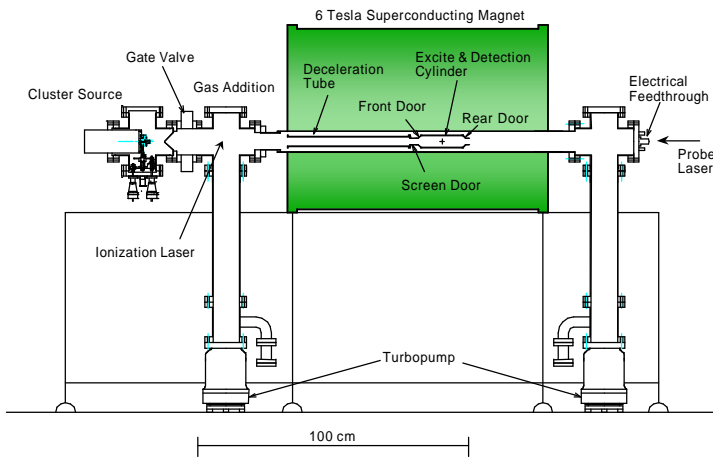 6 Tesla Superconducting Magnet
Gate Valve
Gas Addition
Deceleration
Tube
Excite & Detection
Cylinder
Electrical
Feedthrough
Cluster Source
Front Door
Rear Door
Probe
Laser
Screen Door
Ionization Laser
Turbopump
100 cm